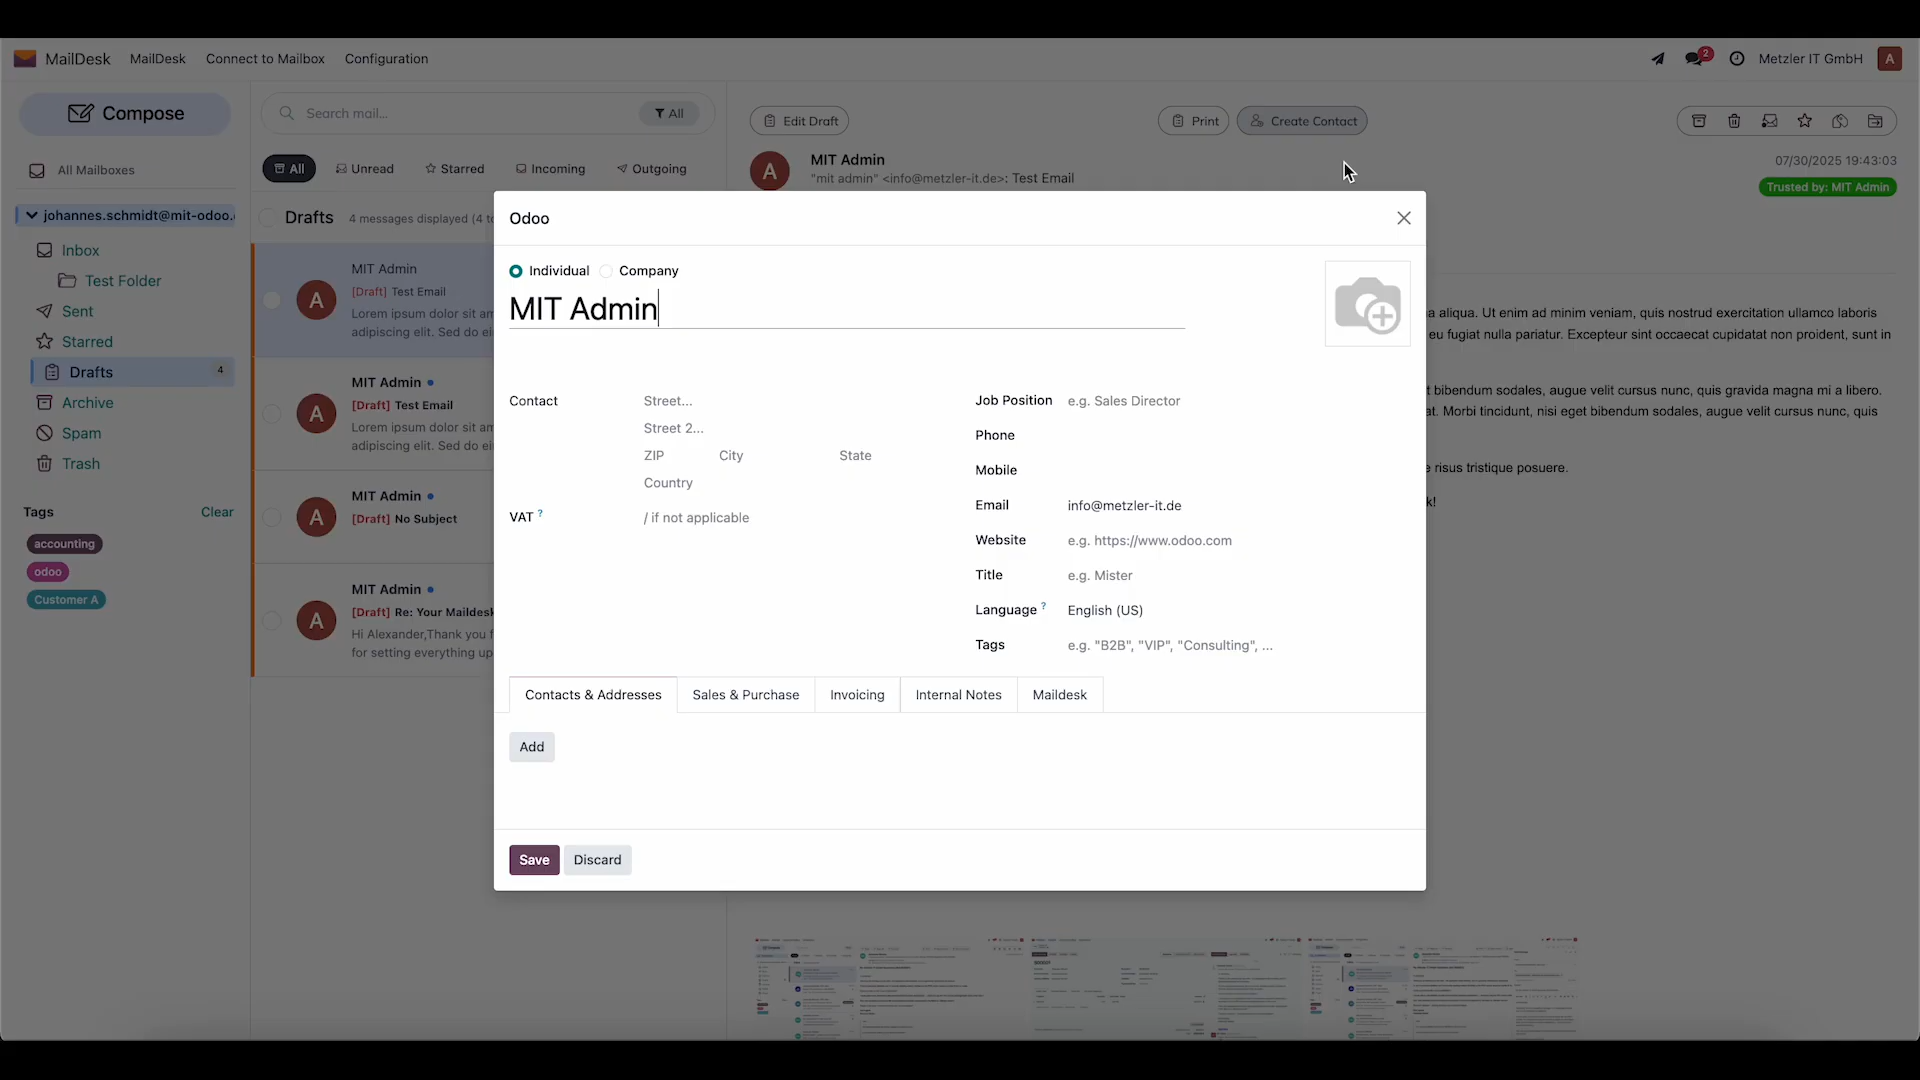 MailDesk MailDesk Connect to Mailbox Configuration 2 Metzler IT GmbH A
Compose
Search mail... All
Edit Draft Print Create Contact
All Mailboxes
All Unread Starred Incoming Outgoing
A MIT Admin 07/30/2025 19:43:03
"mit admin" <info@metzler-it.de>: Test Email
Trusted by: MIT Admin
johannes.schmidt@mit-odoo.
Drafts 4 messages displayed (4 to
Inbox
Test Folder
Sent
Starred
Drafts 4
Archive
Spam
Trash
Tags Clear
accounting
odoo
Customer A
A MIT Admin
[Draft] Test Email
Lorem ipsum dolor sit am
adipiscing elit. Sed do ei
A MIT Admin
[Draft] Test Email
Lorem ipsum dolor sit am
adipiscing elit. Sed do ei
A MIT Admin
[Draft] No Subject
A MIT Admin
[Draft] Re: Your Maildesk
Hi Alexander,Thank you f
for setting everything up
Odoo
Individual Company
MIT Admin
Contact Street...
Street 2...
ZIP City State
Country
VAT ? / if not applicable
Job Position e.g. Sales Director
Phone
Mobile
Email info@metzler-it.de
Website e.g. https://www.odoo.com
Title e.g. Mister
Language ? English (US)
Tags e.g. "B2B", "VIP", "Consulting", ...
Contacts & Addresses Sales & Purchase Invoicing Internal Notes Maildesk
Add
Save Discard
a aliqua. Ut enim ad minim veniam, quis nostrud exercitation ullamco laboris
eu fugiat nulla pariatur. Excepteur sint occaecat cupidatat non proident, sunt in
t bibendum sodales, augue velit cursus nunc, quis gravida magna mi a libero.
at. Morbi tincidunt, nisi eget bibendum sodales, augue velit cursus nunc, quis
e risus tristique posuere.
k!